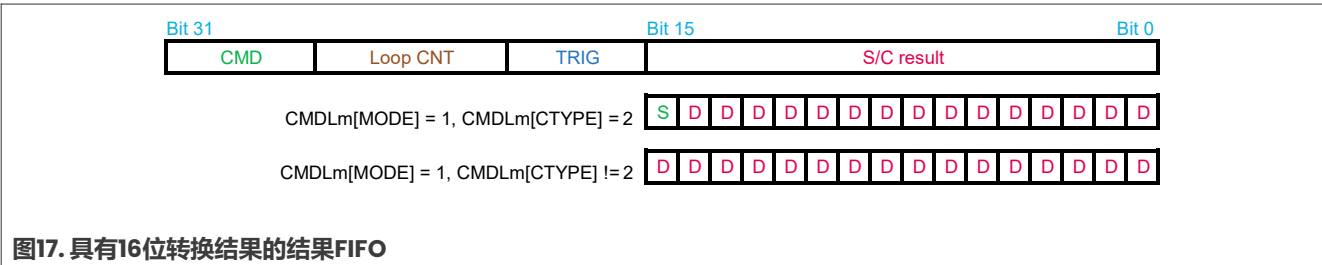 Bit 31 Bit 15 Bit 0
CMD Loop CNT TRIG S/C result
CMDLm[MODE] = 1, CMDLm[CTYPE] = 2 S D D D D D D D D D D D D D D
CMDLm[MODE] = 1, CMDLm[CTYPE] != 2 D D D D D D D D D D D D D D D
图17. 具有16位转换结果的结果FIFO